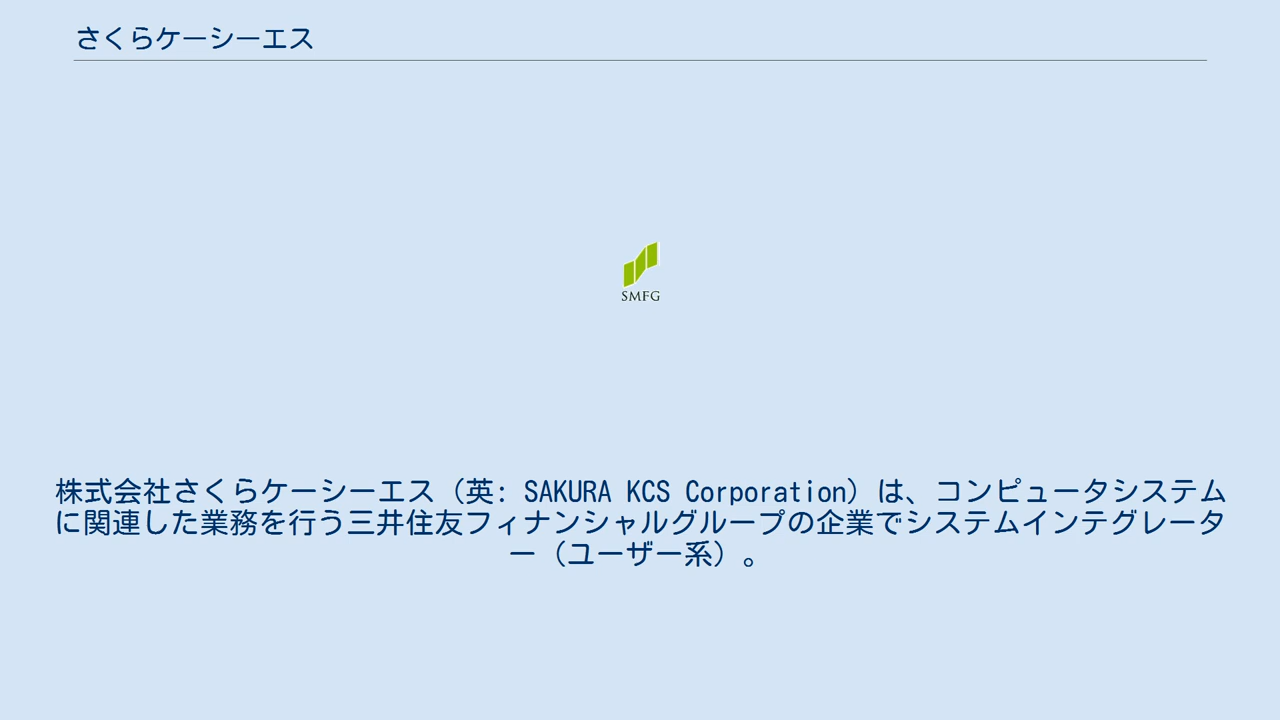 さくらケーシーエス
SMFG
株式会社さくらケーシーエス（英: SAKURA KCS Corporation）は、コンピュータシステム
に関連した業務を行う三井住友フィナンシャルグループの企業でシステムインテグレータ
ー（ユーザー系）。